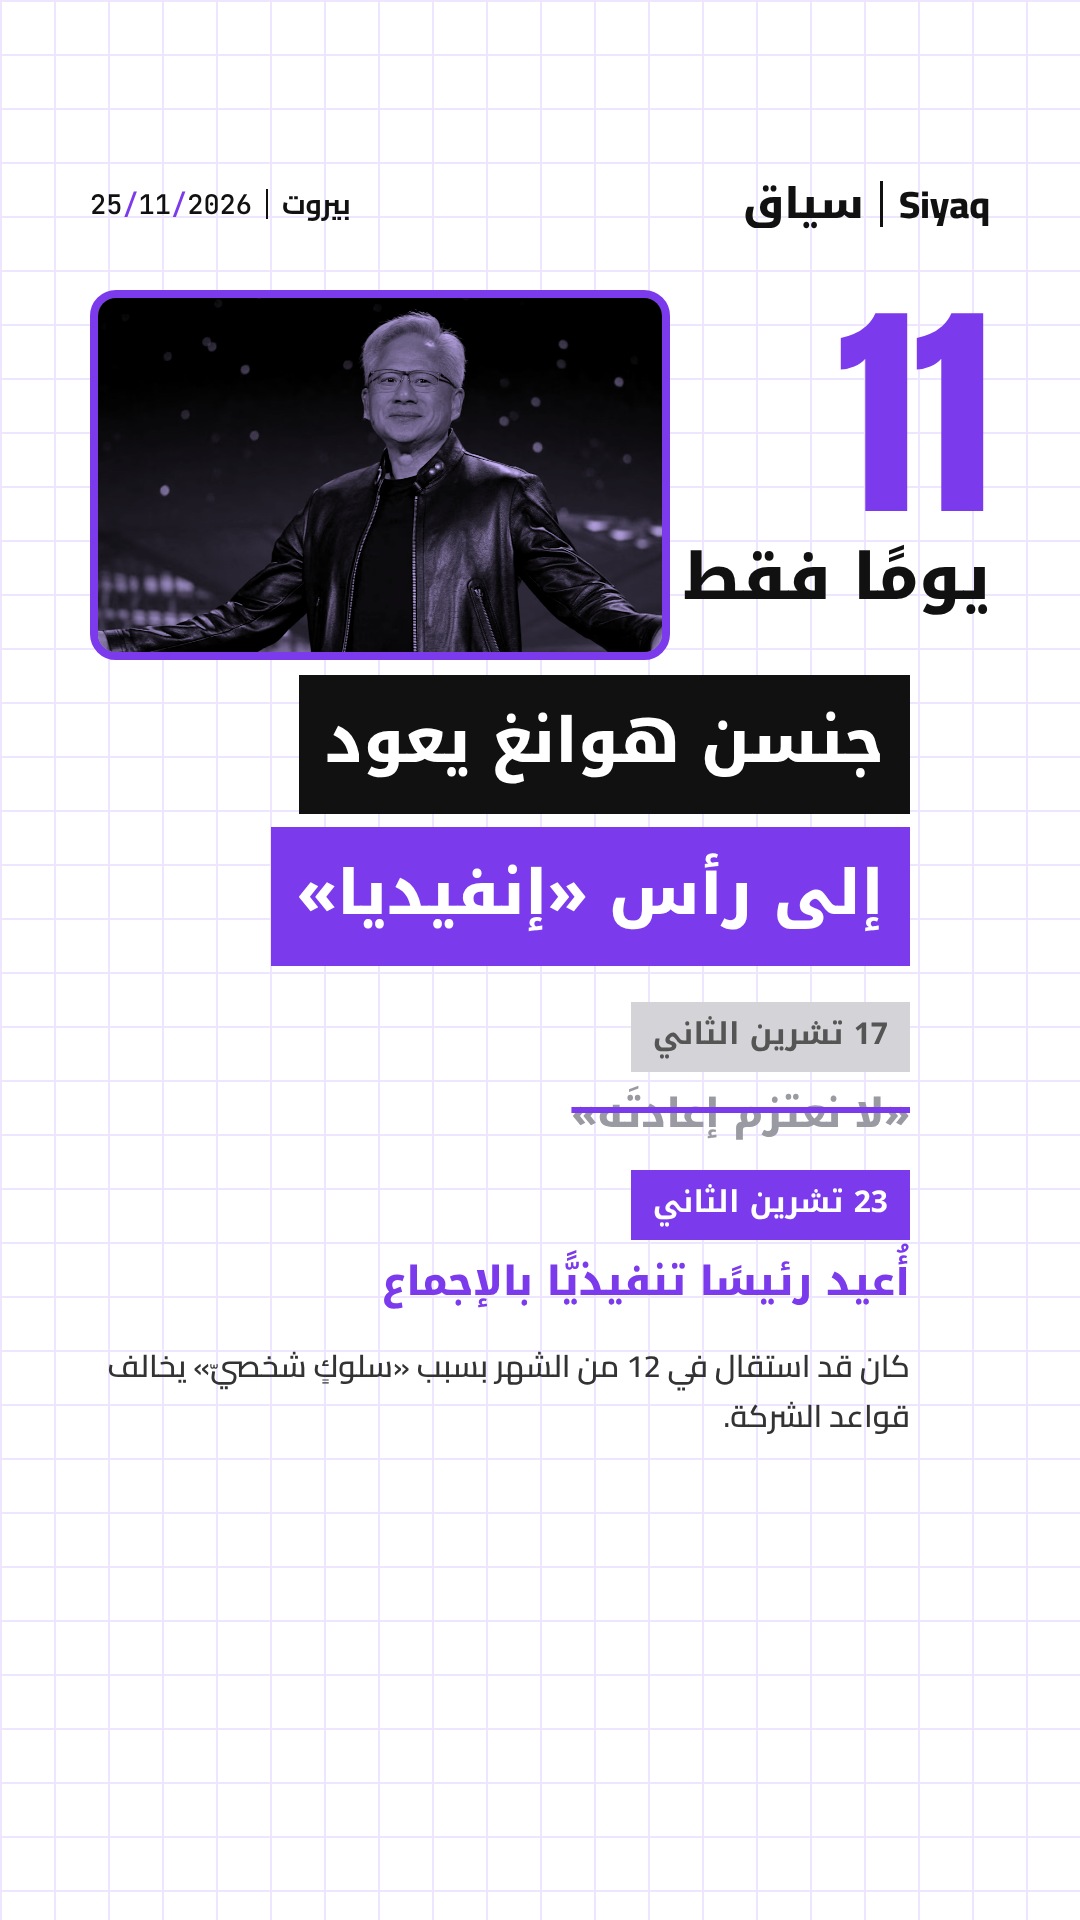 Siyaq | سياق
بيروت | 25/11/2026
11
يومًا فقط
جنسن هوانغ يعود
إلى رأس «إنفيديا»
17 تشرين الثاني
«لا نعتزم إعادتَه»
23 تشرين الثاني
أُعيد رئيسًا تنفيذيًّا بالإجماع
كان قد استقال في 12 من الشهر بسبب «سلوكٍ شخصيّ» يخالف
قواعد الشركة.